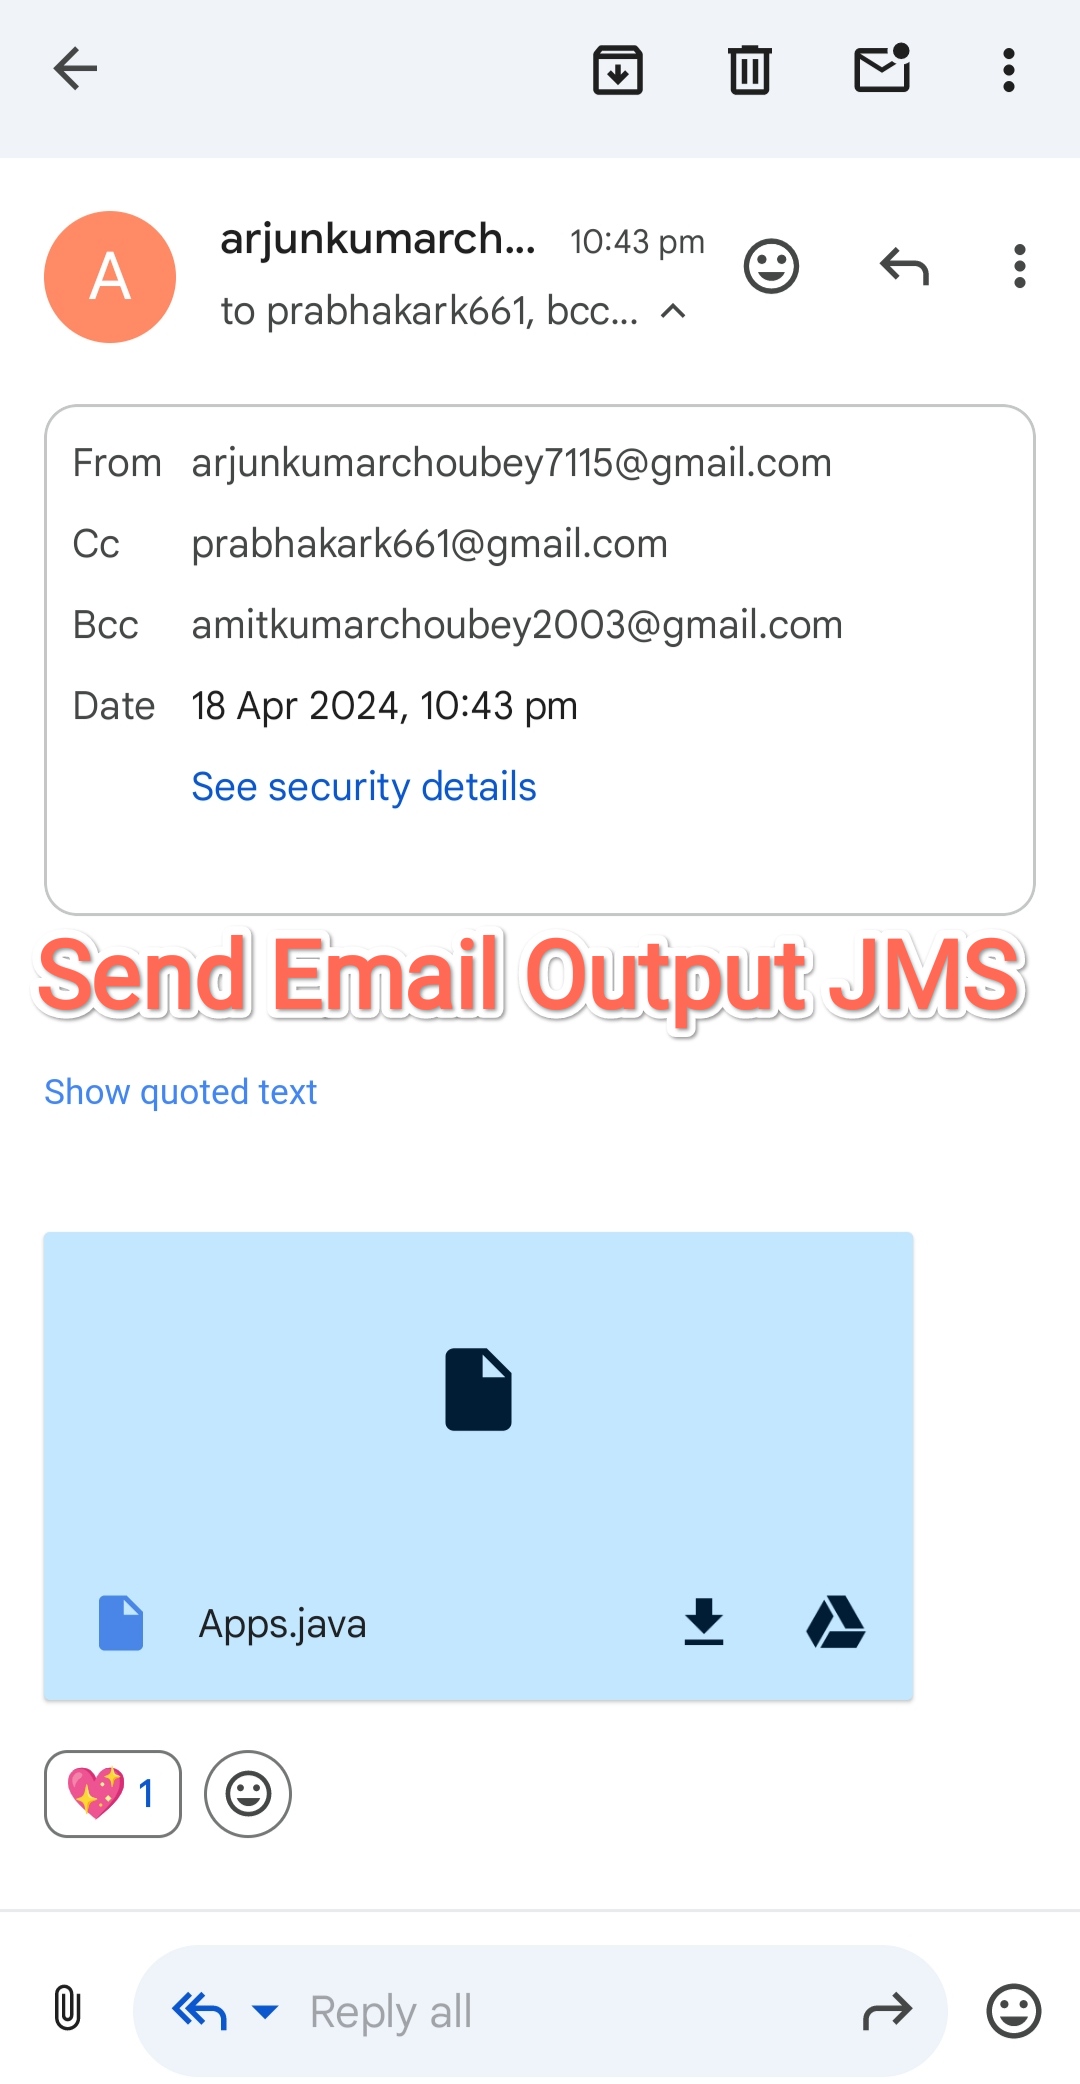 arjunkumarch... 10:43 pm
A
to prabhakark661, bcc...
From arjunkumarchoubey7115@gmail.com
Cc prabhakark661@gmail.com
Bcc amitkumarchoubey2003@gmail.com
Date 18 Apr 2024, 10:43 pm
See security details
Send Email Output JMS
Show quoted text
Apps.java
💖 1
Reply all